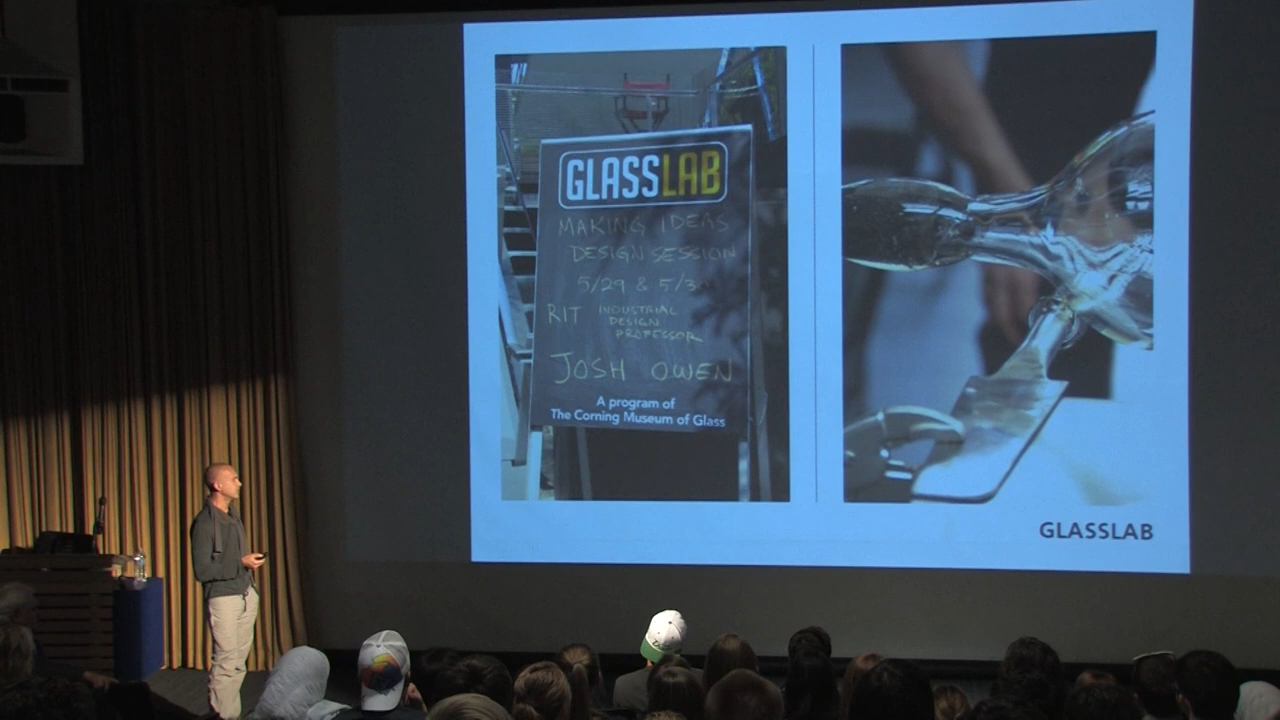 GLASSLAB
MAKING IDEAS
DESIGN SESSION
5/29 & 5/3
RIT INDUSTRIAL
DESIGN
PROFESSOR
JOSH OWEN
A program of
The Corning Museum of Glass
GLASSLAB